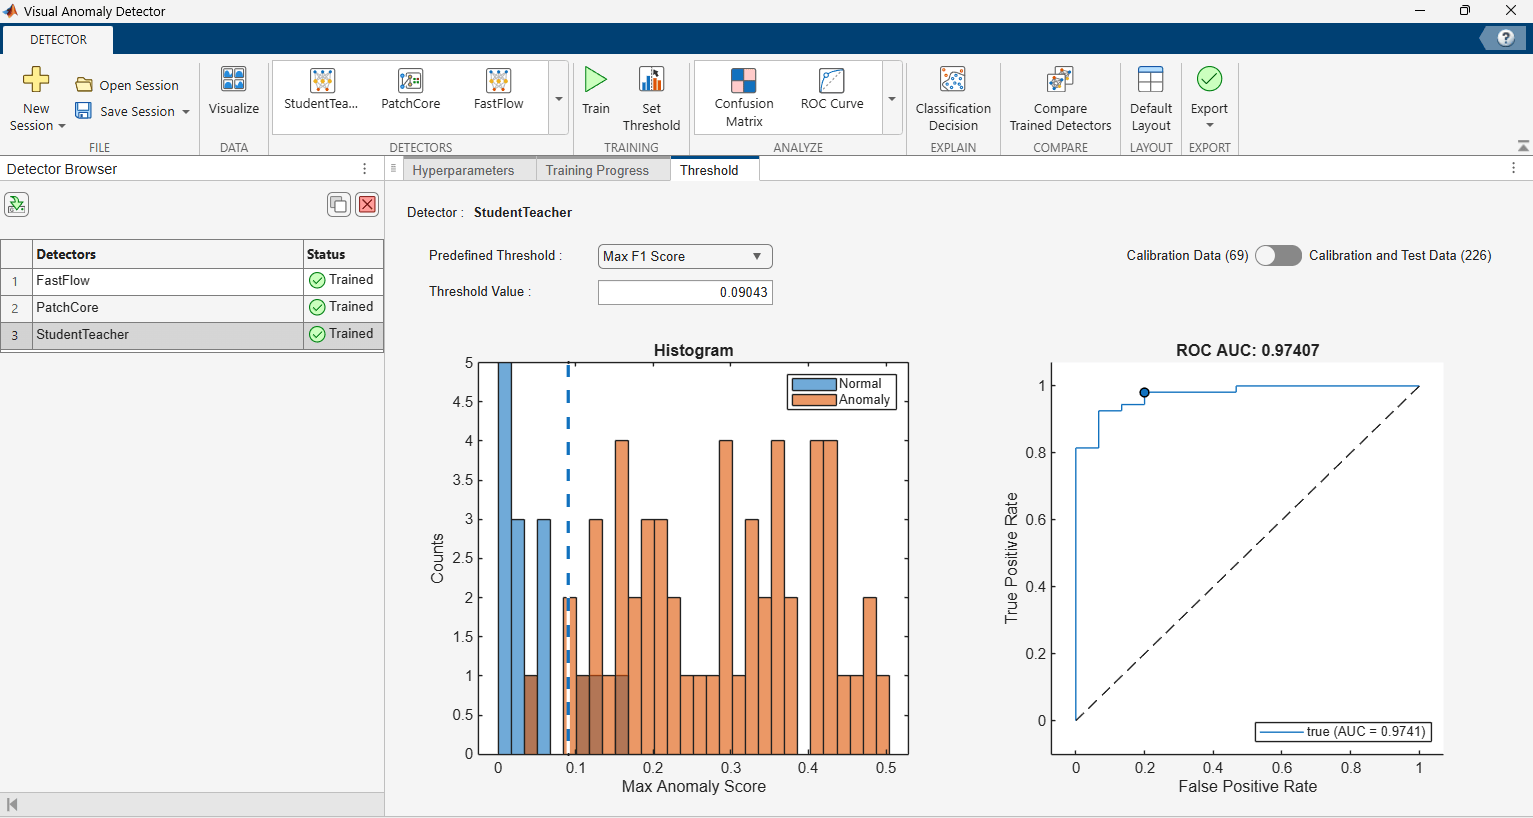 Visual Anomaly Detector
DETECTOR
?
New
Session
Open Session
Save Session
FILE
Visualize
DATA
StudentTea...
PatchCore
FastFlow
DETECTORS
Train
Set
Threshold
TRAINING
Confusion
Matrix
ROC Curve
ANALYZE
Classification
Decision
EXPLAIN
Compare
Trained Detectors
COMPARE
Default
Layout
LAYOUT
Export
EXPORT
Detector Browser
Hyperparameters
Training Progress
Threshold
Detectors Status
1 FastFlow Trained
2 PatchCore Trained
3 StudentTeacher Trained
Detector : StudentTeacher
Predefined Threshold : Max F1 Score
Calibration Data (69) Calibration and Test Data (226)
Threshold Value : 0.09043
Histogram
Normal
Anomaly
Counts
5
4.5
4
3.5
3
2.5
2
1.5
1
0.5
0
0 0.1 0.2 0.3 0.4 0.5
Max Anomaly Score
ROC AUC: 0.97407
True Positive Rate
1
0.8
0.6
0.4
0.2
0
true (AUC = 0.9741)
0 0.2 0.4 0.6 0.8 1
False Positive Rate